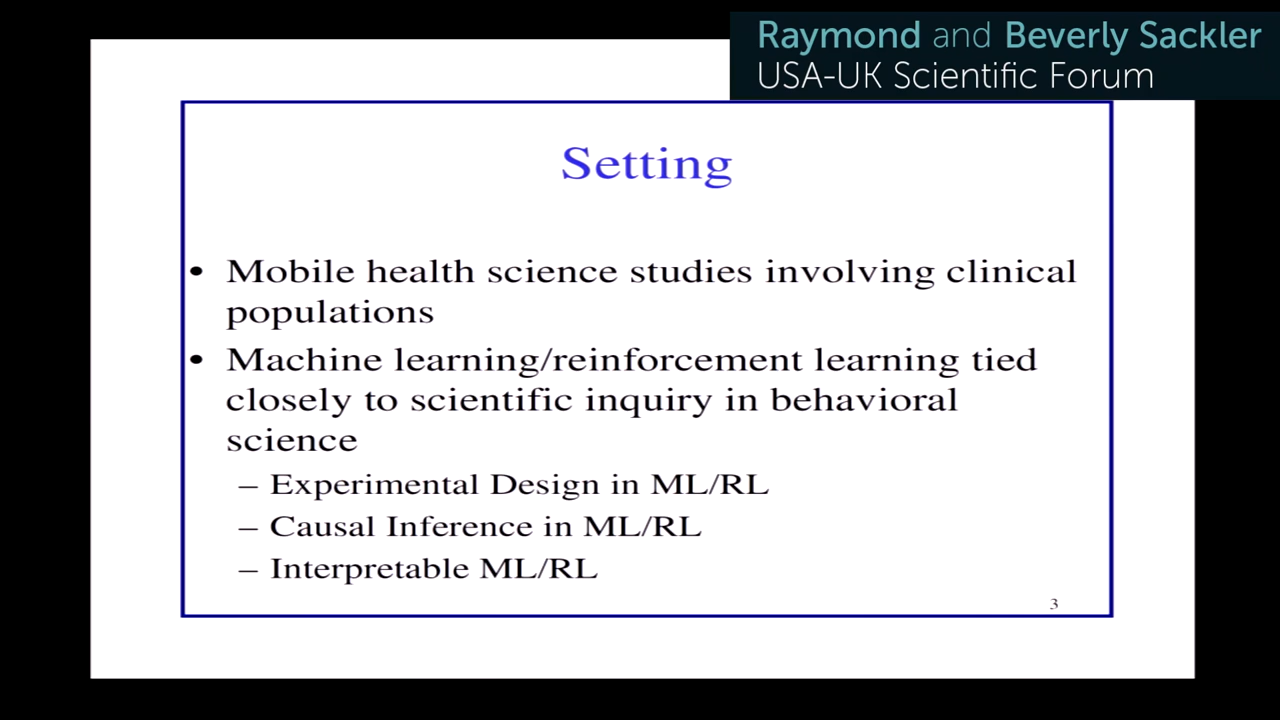 Raymond and Beverly Sackler
USA-UK Scientific Forum
Setting
• Mobile health science studies involving clinical
populations
• Machine learning/reinforcement learning tied
closely to scientific inquiry in behavioral
science
– Experimental Design in ML/RL
– Causal Inference in ML/RL
– Interpretable ML/RL
3